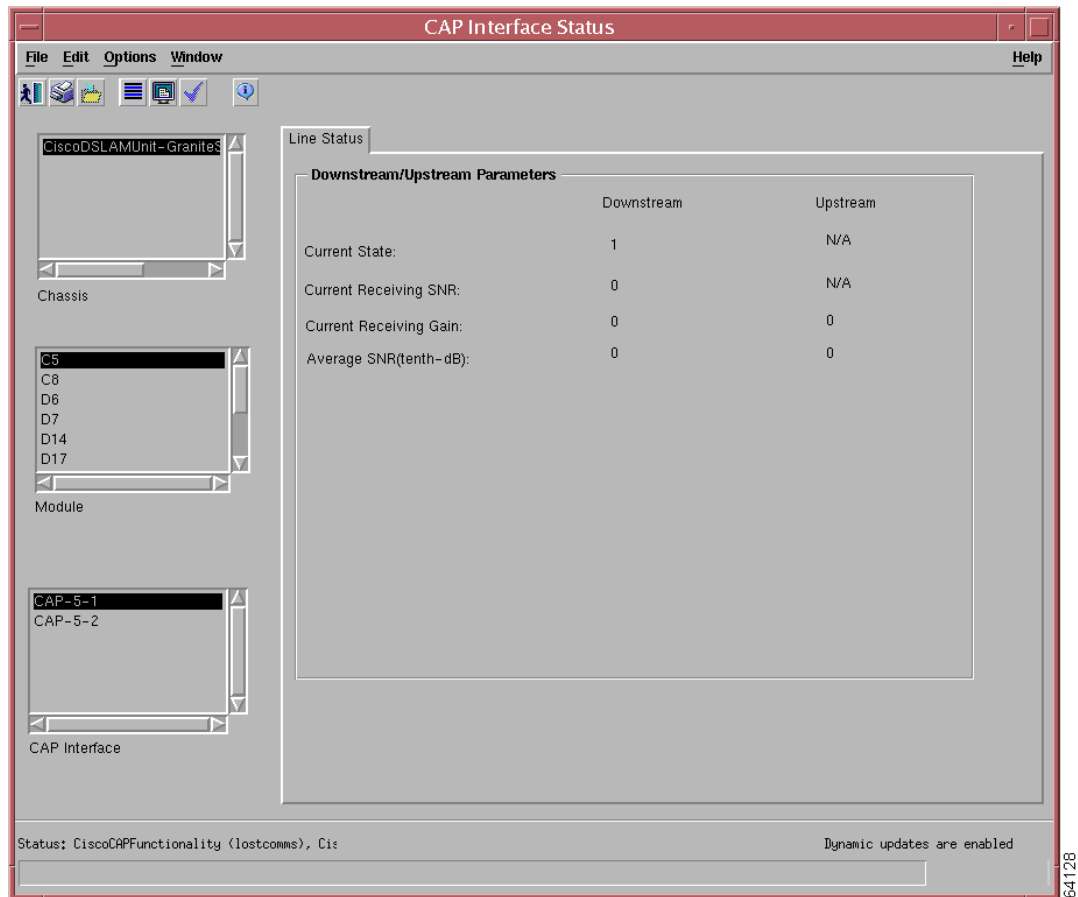 CAP Interface Status
File Edit Options Window Help
CiscoDSLAMUnit-GraniteS
Chassis
C5
C8
D6
D7
D14
D17
Module
CAP-5-1
CAP-5-2
CAP Interface
Line Status
Downstream/Upstream Parameters
Downstream Upstream
Current State: 1 N/A
Current Receiving SNR: 0 N/A
Current Receiving Gain: 0 0
Average SNR(tenth-dB): 0 0
Status: CiscoCAPFunctionality (lostcomms), Cis Dynamic updates are enabled
64128